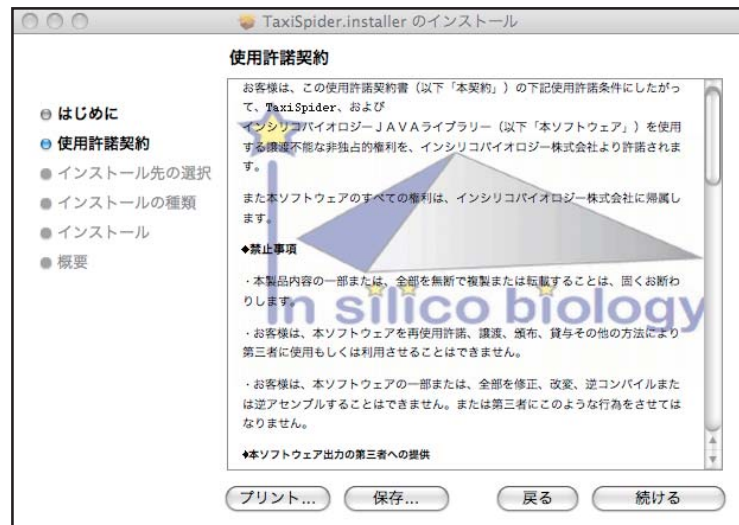 TaxiSpider.installer のインストール
使用許諾契約
はじめに
使用許諾契約
インストール先の選択
インストールの種類
インストール
概要
お客様は、この使用許諾契約書（以下「本契約」）の下記使用許諾条件にしたがっ
て、TaxiSpider、および
インシリコバイオロジーＪＡＶＡライブラリー（以下「本ソフトウェア」）を使用
する譲渡不能な非独占的権利を、インシリコバイオロジー株式会社より許諾されま
す。
また本ソフトウェアのすべての権利は、インシリコバイオロジー株式会社に帰属し
ます。
◆禁止事項
・本製品内容の一部または、全部を無断で複製または転載することは、固くお断わ
りします。
・お客様は、本ソフトウェアを再使用許諾、譲渡、頒布、貸与その他の方法により
第三者に使用もしくは利用させることはできません。
・お客様は、本ソフトウェアの一部または、全部を修正、改変、逆コンパイルまた
は逆アセンブルすることはできません。または第三者にこのような行為をさせては
なりません。
◆本ソフトウェア出力の第三者への提供
In silico biology
プリント...
保存...
戻る
続ける